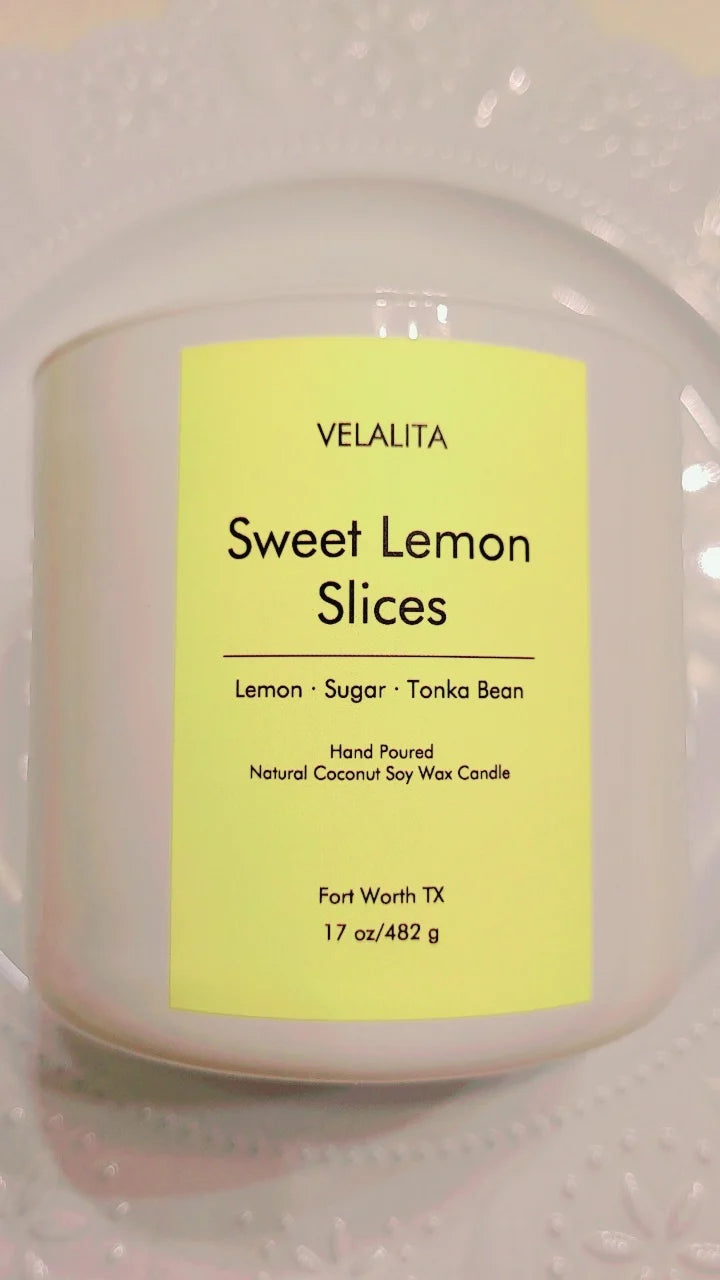 VELALITA
Sweet Lemon
Slices
Lemon · Sugar · Tonka Bean
Hand Poured
Natural Coconut Soy Wax Candle
Fort Worth TX
17 oz/482 g